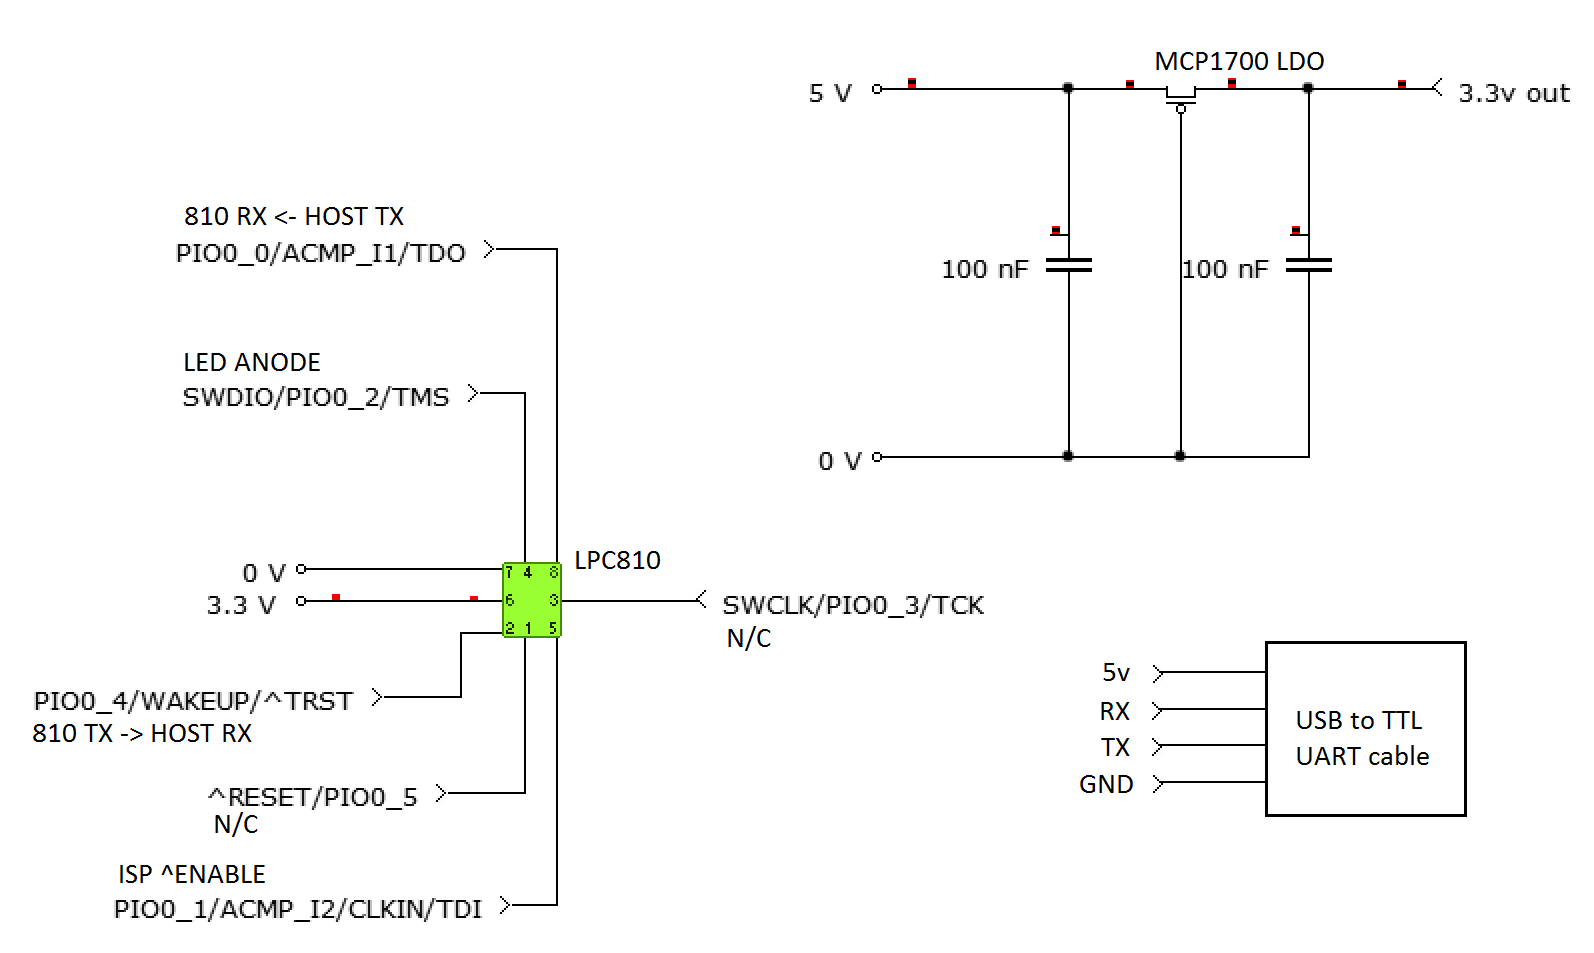 MCP1700 LDO
5 V
3.3v out
810 RX <- HOST TX
PIO0_0/ACMP_I1/TDO
100 nF
100 nF
LED ANODE
SWDIO/PIO0_2/TMS
0 V
LPC810
0 V
7 4 8
3.3 V
6 3
SWCLK/PIO0_3/TCK
2 1 5
N/C
PIO0_4/WAKEUP/^TRST
810 TX -> HOST RX
^RESET/PIO0_5
N/C
ISP ^ENABLE
PIO0_1/ACMP_I2/CLKIN/TDI
5v
RX
TX
GND
USB to TTL
UART cable